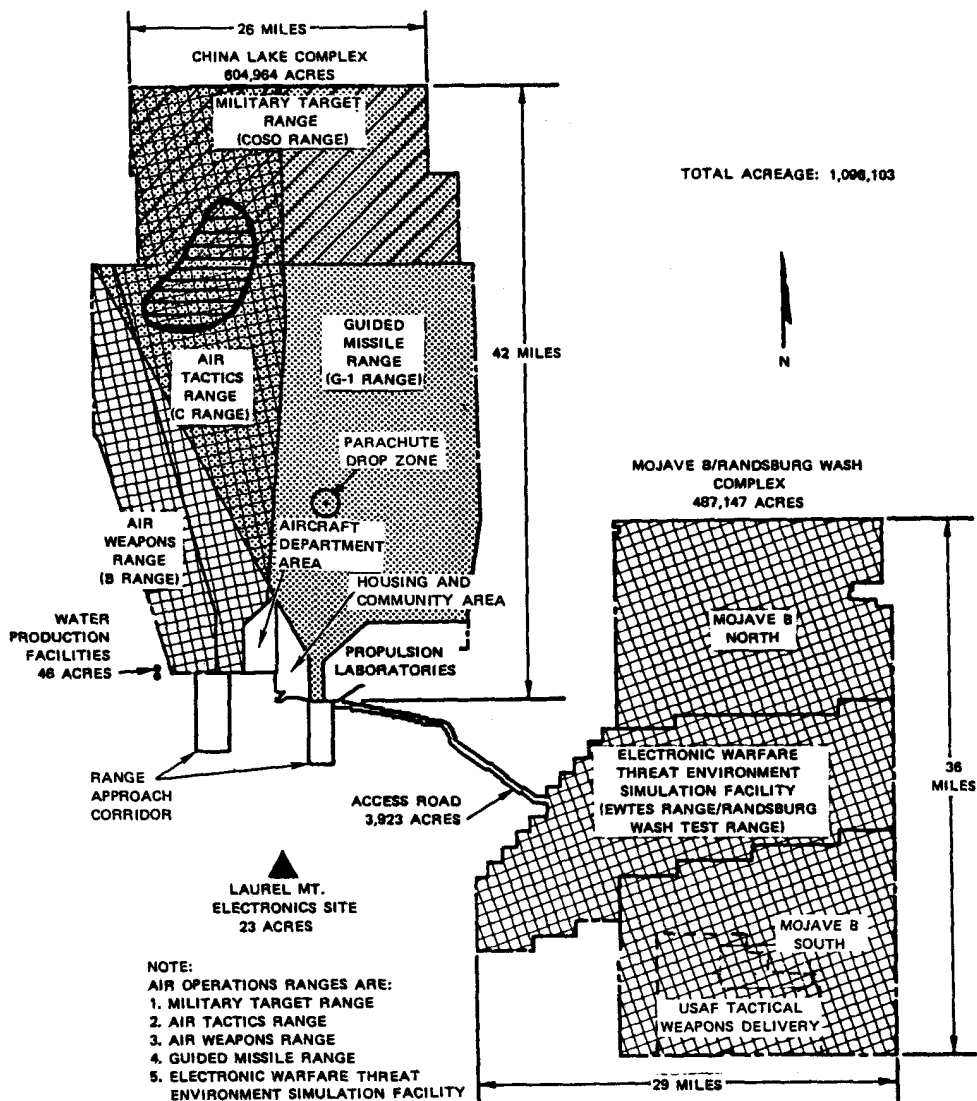 26 MILES
CHINA LAKE COMPLEX
604,964 ACRES
MILITARY TARGET
RANGE
(COSO RANGE)
TOTAL ACREAGE: 1,096,103
N
GUIDED
MISSILE
RANGE
(G-1 RANGE)
42 MILES
AIR
TACTICS
RANGE
(C RANGE)
PARACHUTE
DROP ZONE
MOJAVE B/RANDSBURG WASH
COMPLEX
487,147 ACRES
AIR
WEAPONS
RANGE
(B RANGE)
AIRCRAFT
DEPARTMENT
AREA
HOUSING AND
COMMUNITY AREA
WATER
PRODUCTION
FACILITIES
46 ACRES
PROPULSION
LABORATORIES
MOJAVE B
NORTH
RANGE
APPROACH
CORRIDOR
ACCESS ROAD
3,923 ACRES
ELECTRONIC WARFARE
THREAT ENVIRONMENT
SIMULATION FACILITY
(EWTES RANGE/RANDSBURG
WASH TEST RANGE)
36
MILES
LAUREL MT.
ELECTRONICS SITE
23 ACRES
MOJAVE B
SOUTH
USAF TACTICAL
WEAPONS DELIVERY
29 MILES
NOTE:
AIR OPERATIONS RANGES ARE:
1. MILITARY TARGET RANGE
2. AIR TACTICS RANGE
3. AIR WEAPONS RANGE
4. GUIDED MISSILE RANGE
5. ELECTRONIC WARFARE THREAT
ENVIRONMENT SIMULATION FACILITY